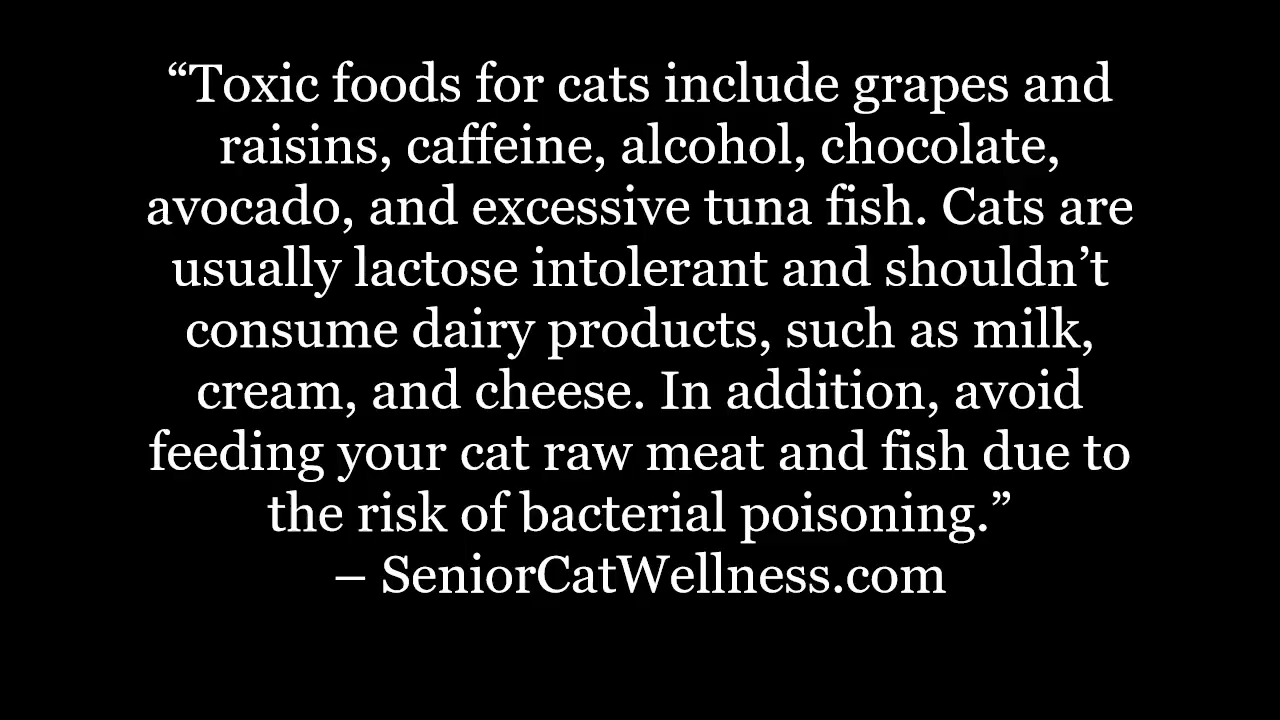 “Toxic foods for cats include grapes and
raisins, caffeine, alcohol, chocolate,
avocado, and excessive tuna fish. Cats are
usually lactose intolerant and shouldn’t
consume dairy products, such as milk,
cream, and cheese. In addition, avoid
feeding your cat raw meat and fish due to
the risk of bacterial poisoning.”
– SeniorCatWellness.com